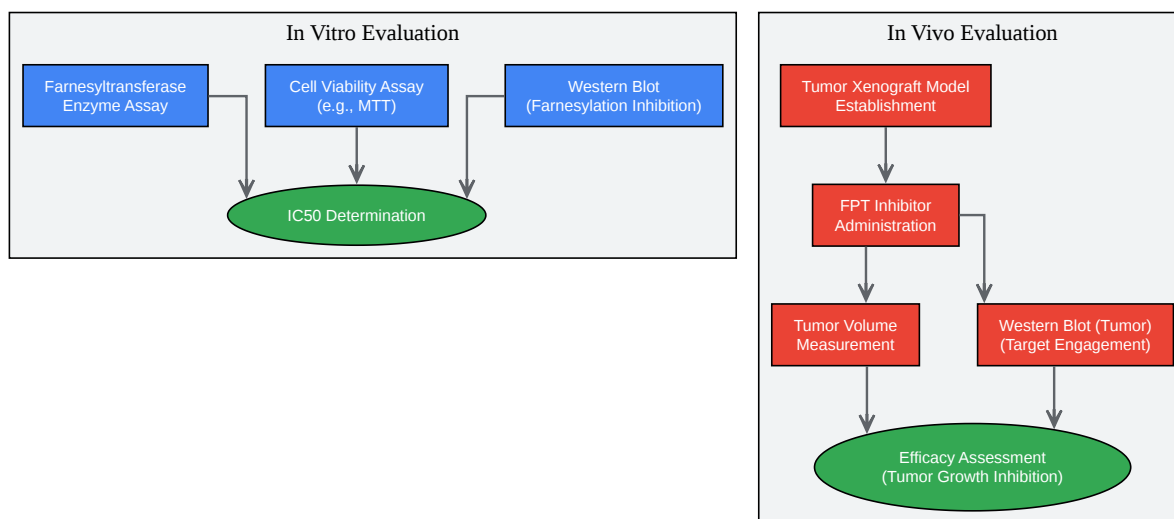 In Vitro Evaluation
Farnesyltransferase
Enzyme Assay
Cell Viability Assay
(e.g., MTT)
Western Blot
(Farnesylation Inhibition)
IC50 Determination
In Vivo Evaluation
Tumor Xenograft Model
Establishment
FPT Inhibitor
Administration
Tumor Volume
Measurement
Western Blot (Tumor)
(Target Engagement)
Efficacy Assessment
(Tumor Growth Inhibition)